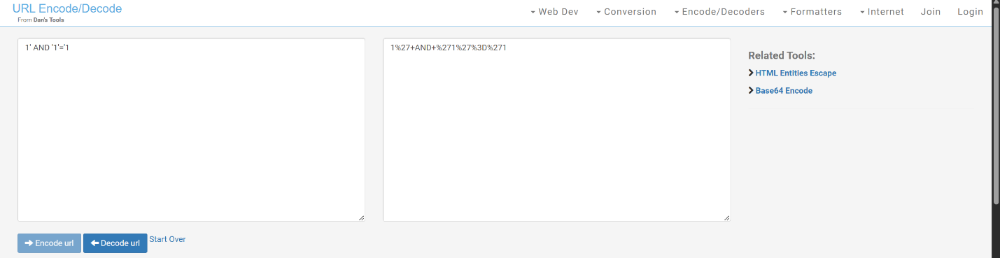 URL Encode/Decode
From Dan's Tools
Web Dev Conversion Encode/Decoders Formatters Internet Join Login
1' AND '1'='1
1%27+AND+%271%27%3D%271
Related Tools:
HTML Entities Escape
Base64 Encode
Encode url Decode url Start Over